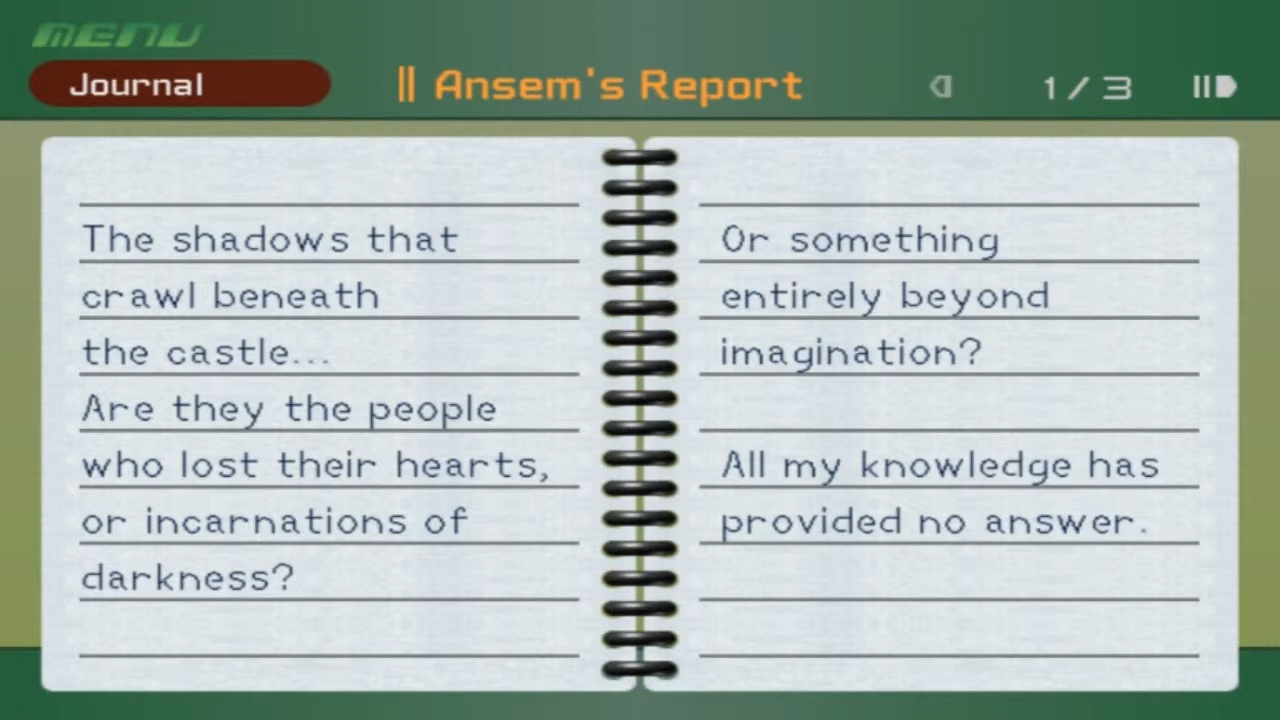 MENU
Journal
Ansem's Report
1 / 3
The shadows that
crawl beneath
the castle...
Are they the people
who lost their hearts,
or incarnations of
darkness?
Or something
entirely beyond
imagination?
All my knowledge has
provided no answer.